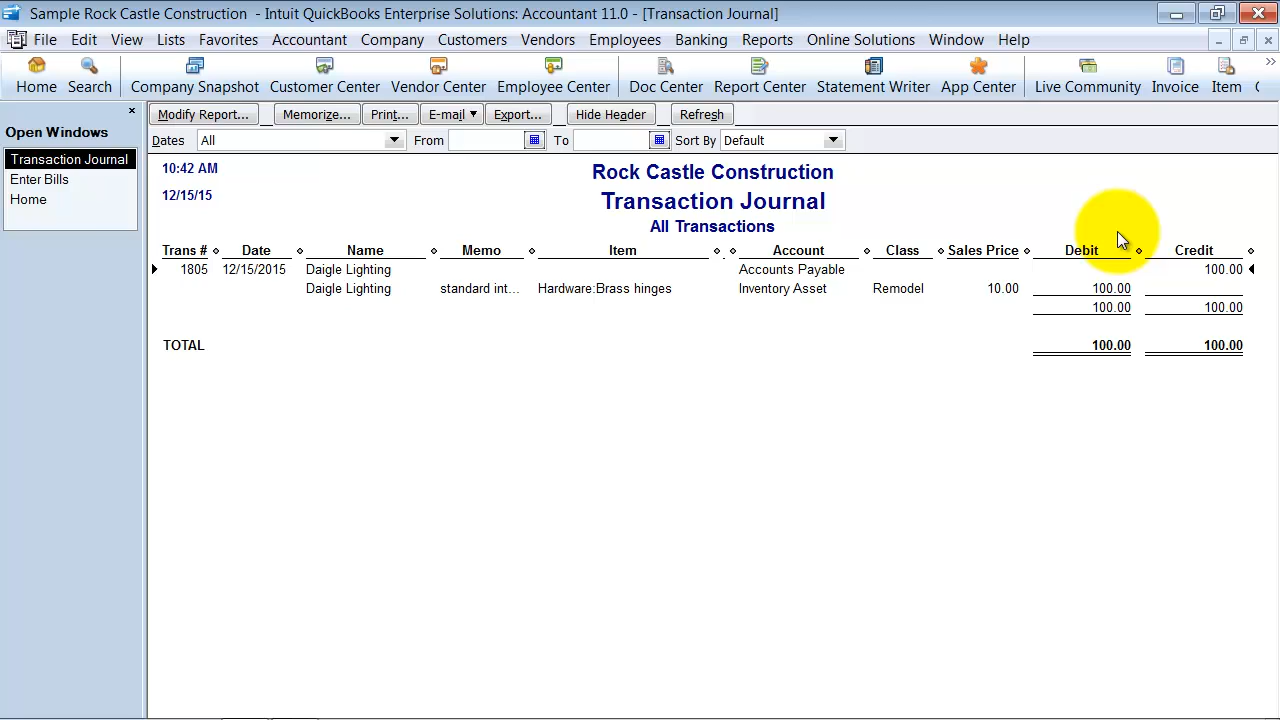 Sample Rock Castle Construction - Intuit QuickBooks Enterprise Solutions: Accountant 11.0 - [Transaction Journal]
File Edit View Lists Favorites Accountant Company Customers Vendors Employees Banking Reports Online Solutions Window Help
Home Search Company Snapshot Customer Center Vendor Center Employee Center Doc Center Report Center Statement Writer App Center Live Community Invoice Item
Modify Report... Memorize... Print... E-mail Export... Hide Header Refresh
Open Windows
Dates All From To Sort By Default
Transaction Journal
Enter Bills
Home
10:42 AM
12/15/15
Rock Castle Construction
Transaction Journal
All Transactions
Trans # Date Name Memo Item Account Class Sales Price Debit Credit
1805 12/15/2015 Daigle Lighting Accounts Payable 100.00
Daigle Lighting standard int... Hardware:Brass hinges Inventory Asset Remodel 10.00 100.00
100.00 100.00
TOTAL 100.00 100.00